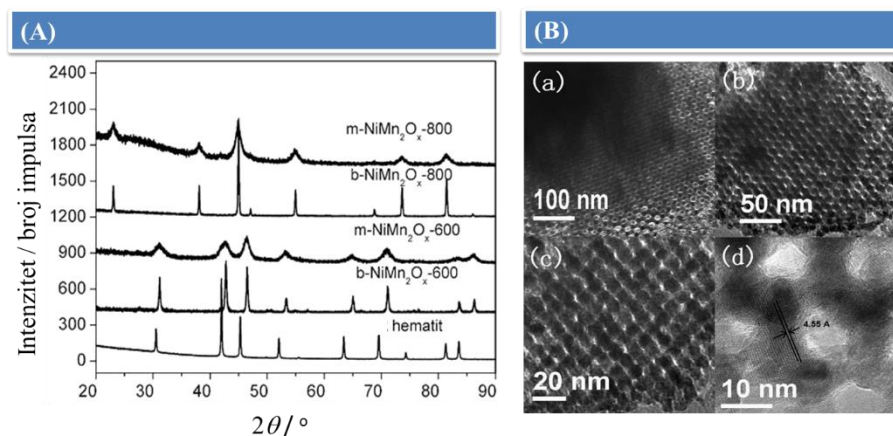 (A)
2400
2100
1800
1500
1200
900
600
300
0
m-NiMn₂Oₓ-800
b-NiMn₂Oₓ-800
m-NiMn₂Oₓ-600
b-NiMn₂Oₓ-600
hematit
20 30 40 50 60 70 80 90
Intenzitet / broj impulsa
2θ / °
(B)
(a)
100 nm
(b)
50 nm
(c)
20 nm
(d)
4.55 A
10 nm